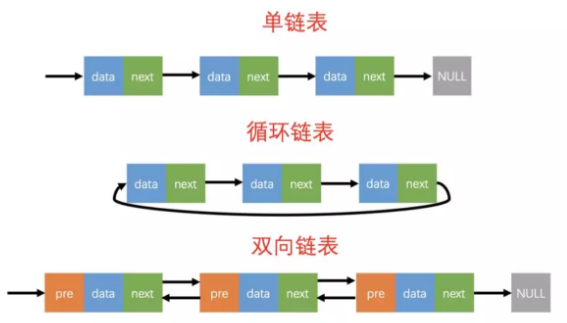 单链表
data next data next data next NULL
循环链表
data next data next data next
双向链表
pre data next pre data next pre data next NULL